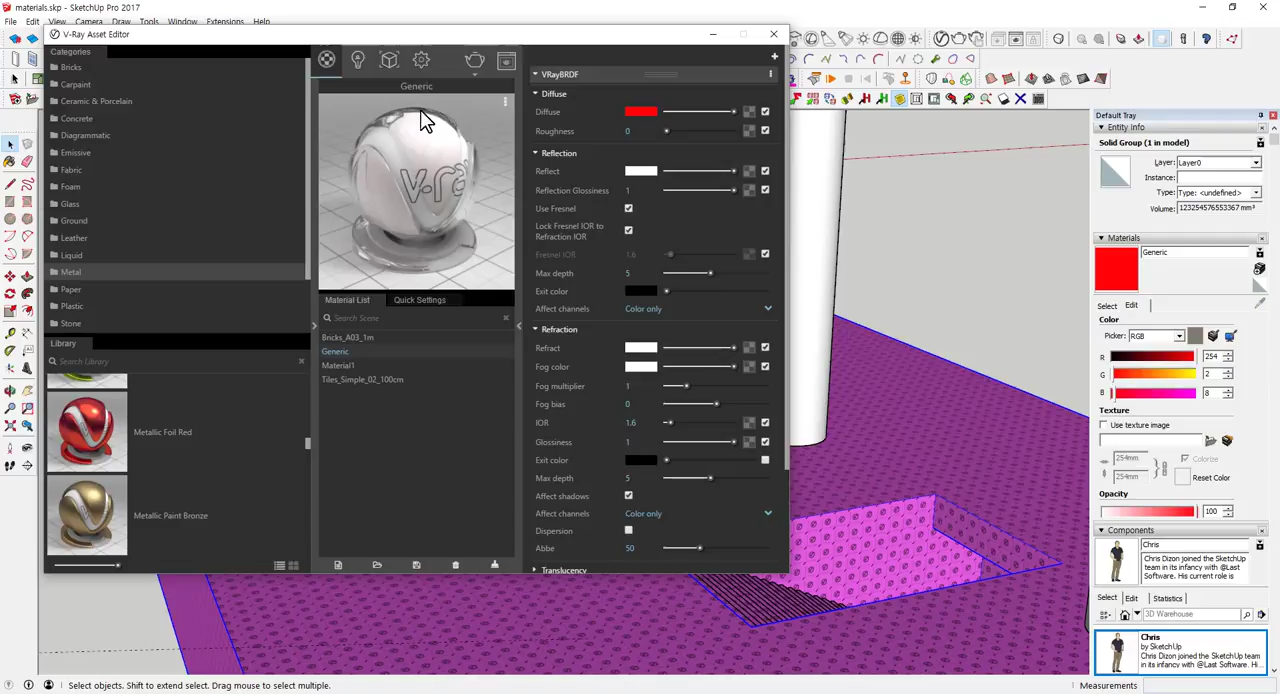 materials.skp - SketchUp Pro 2017
File Edit View Camera Draw Tools Window Extensions Help
V-Ray Asset Editor
Categories
Bricks
Carpaint
Ceramic & Porcelain
Concrete
Diagrammatic
Emissive
Fabric
Foam
Glass
Ground
Leather
Liquid
Metal
Paper
Plastic
Stone
Library
Search Library
Metallic Foil Red
Metallic Paint Bronze
Generic
v-ra
Material List Quick Settings
Search Scene
Bricks_A03_1m
Generic
Material1
Tiles_Simple_02_100cm
VRayBRDF
Diffuse
Diffuse
Roughness 0
Reflection
Reflect
Reflection Glossiness 1
Use Fresnel
Lock Fresnel IOR to
Refraction IOR
Fresnel IOR 1.6
Max depth 5
Exit color
Affect channels Color only
Refraction
Refract
Fog color
Fog multiplier 1
Fog bias 0
IOR 1.6
Glossiness 1
Exit color
Max depth 5
Affect shadows
Affect channels Color only
Dispersion
Abbe 50
Translucency
Default Tray
Entity Info
Solid Group (1 in model)
Layer: Layer0
Instance:
Type: Type: <undefined>
Volume: 123254576553367 mm³
Materials
Generic
Select Edit
Color
Picker: RGB
R 254
G 2
B 8
Texture
Use texture image
254mm
254mm
Colorize
Reset Color
Opacity
100
Components
Chris
Chris Dizon joined the SketchUp
team in its infancy with @Last
Software. His current role is
Select Edit Statistics
3D Warehouse
Chris
by SketchUp
Chris Dizon joined the SketchUp team
in its infancy with @Last Software. Hi...
Select objects. Shift to extend select. Drag mouse to select multiple.
Measurements